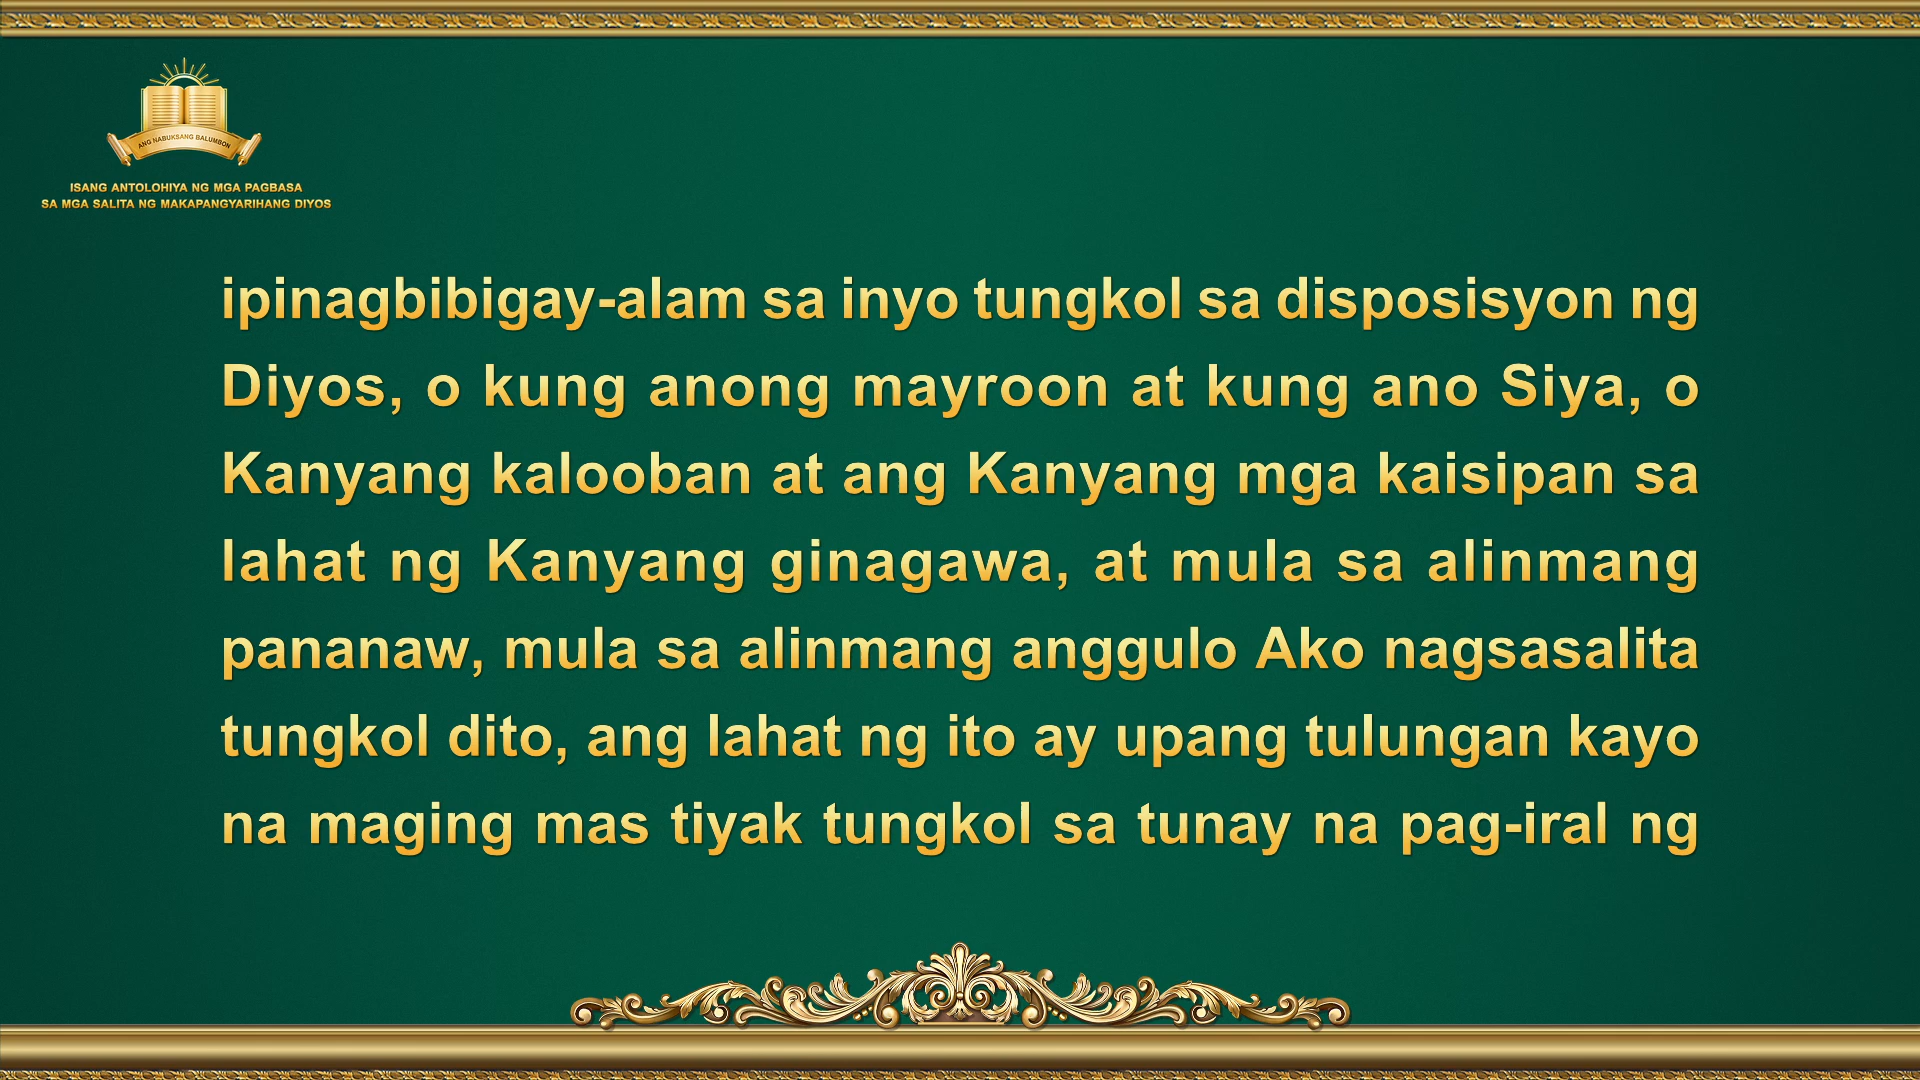 ANG NABUKSANG BALUMBON
ISANG ANTOLOHIYA NG MGA PAGBASA
SA MGA SALITA NG MAKAPANGYARIHANG DIYOS
ipinagbibigay-alam sa inyo tungkol sa disposisyon ng
Diyos, o kung anong mayroon at kung ano Siya, o
Kanyang kalooban at ang Kanyang mga kaisipan sa
lahat ng Kanyang ginagawa, at mula sa alinmang
pananaw, mula sa alinmang anggulo Ako nagsasalita
tungkol dito, ang lahat ng ito ay upang tulungan kayo
na maging mas tiyak tungkol sa tunay na pag-iral ng